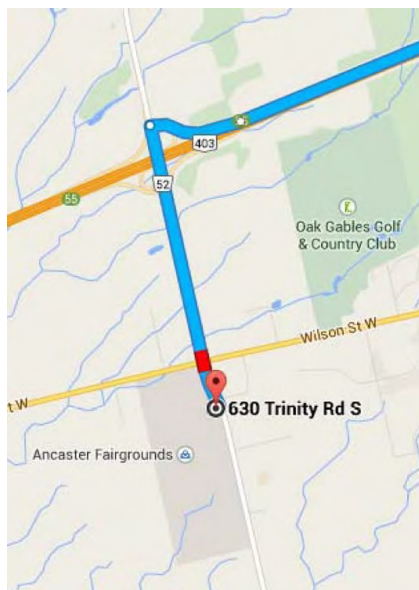 403
52
55
Oak Gables Golf
& Country Club
Wilson St W
t W
630 Trinity Rd S
Ancaster Fairgrounds